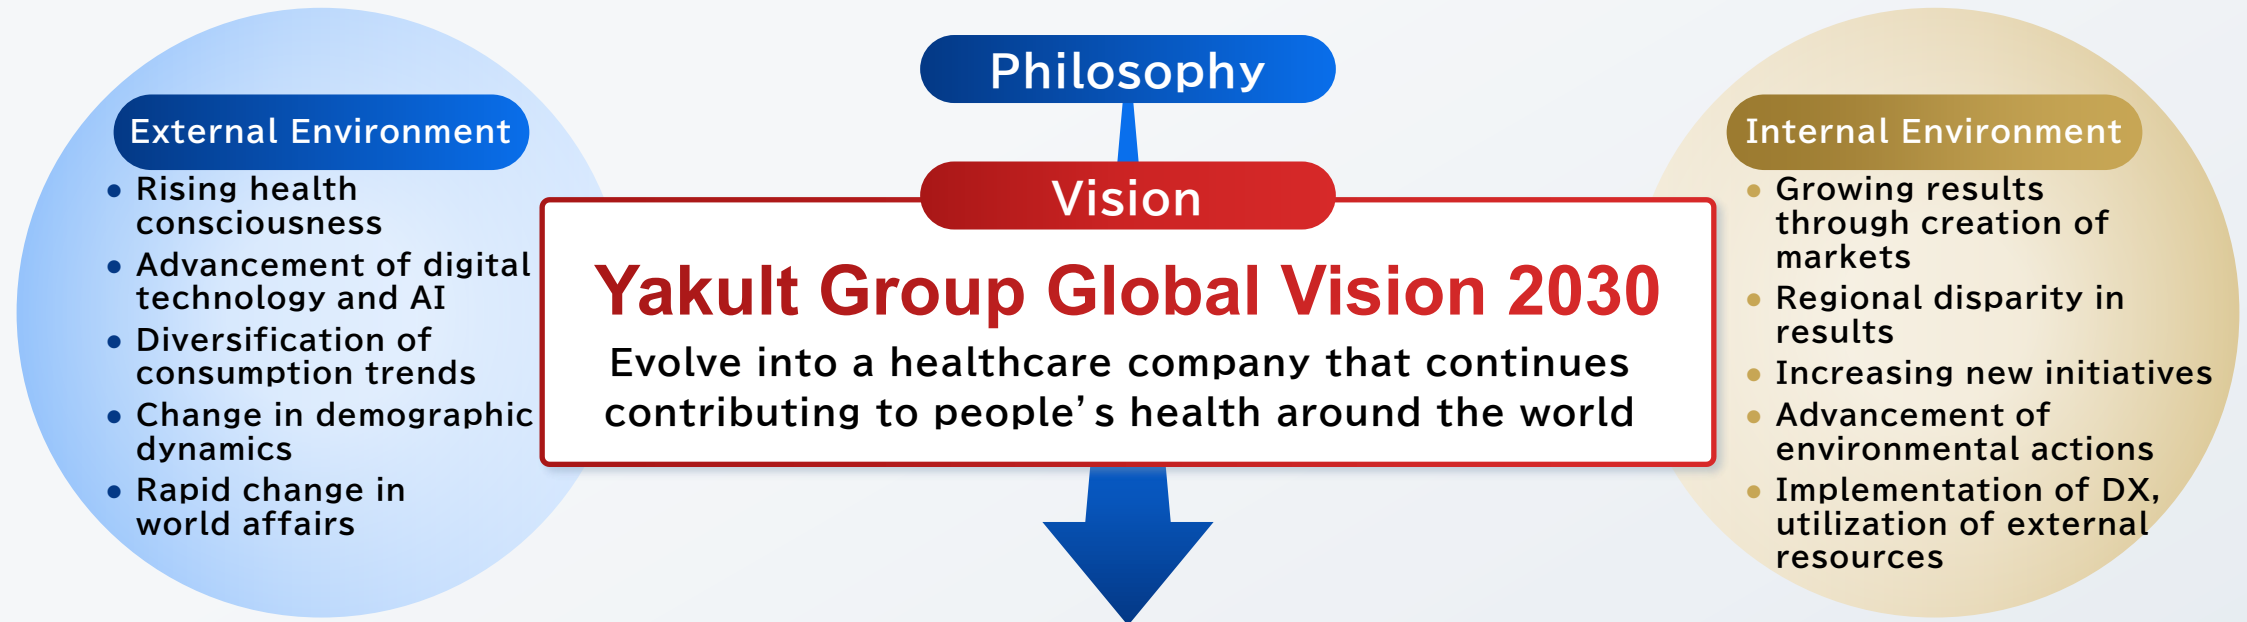 External Environment
• Rising health
consciousness
• Advancement of digital
technology and AI
• Diversification of
consumption trends
• Change in demographic
dynamics
• Rapid change in
world affairs
Philosophy
Vision
Yakult Group Global Vision 2030
Evolve into a healthcare company that continues
contributing to people’s health around the world
Internal Environment
• Growing results
through creation of
markets
• Regional disparity in
results
• Increasing new initiatives
• Advancement of
environmental actions
• Implementation of DX,
utilization of external
resources